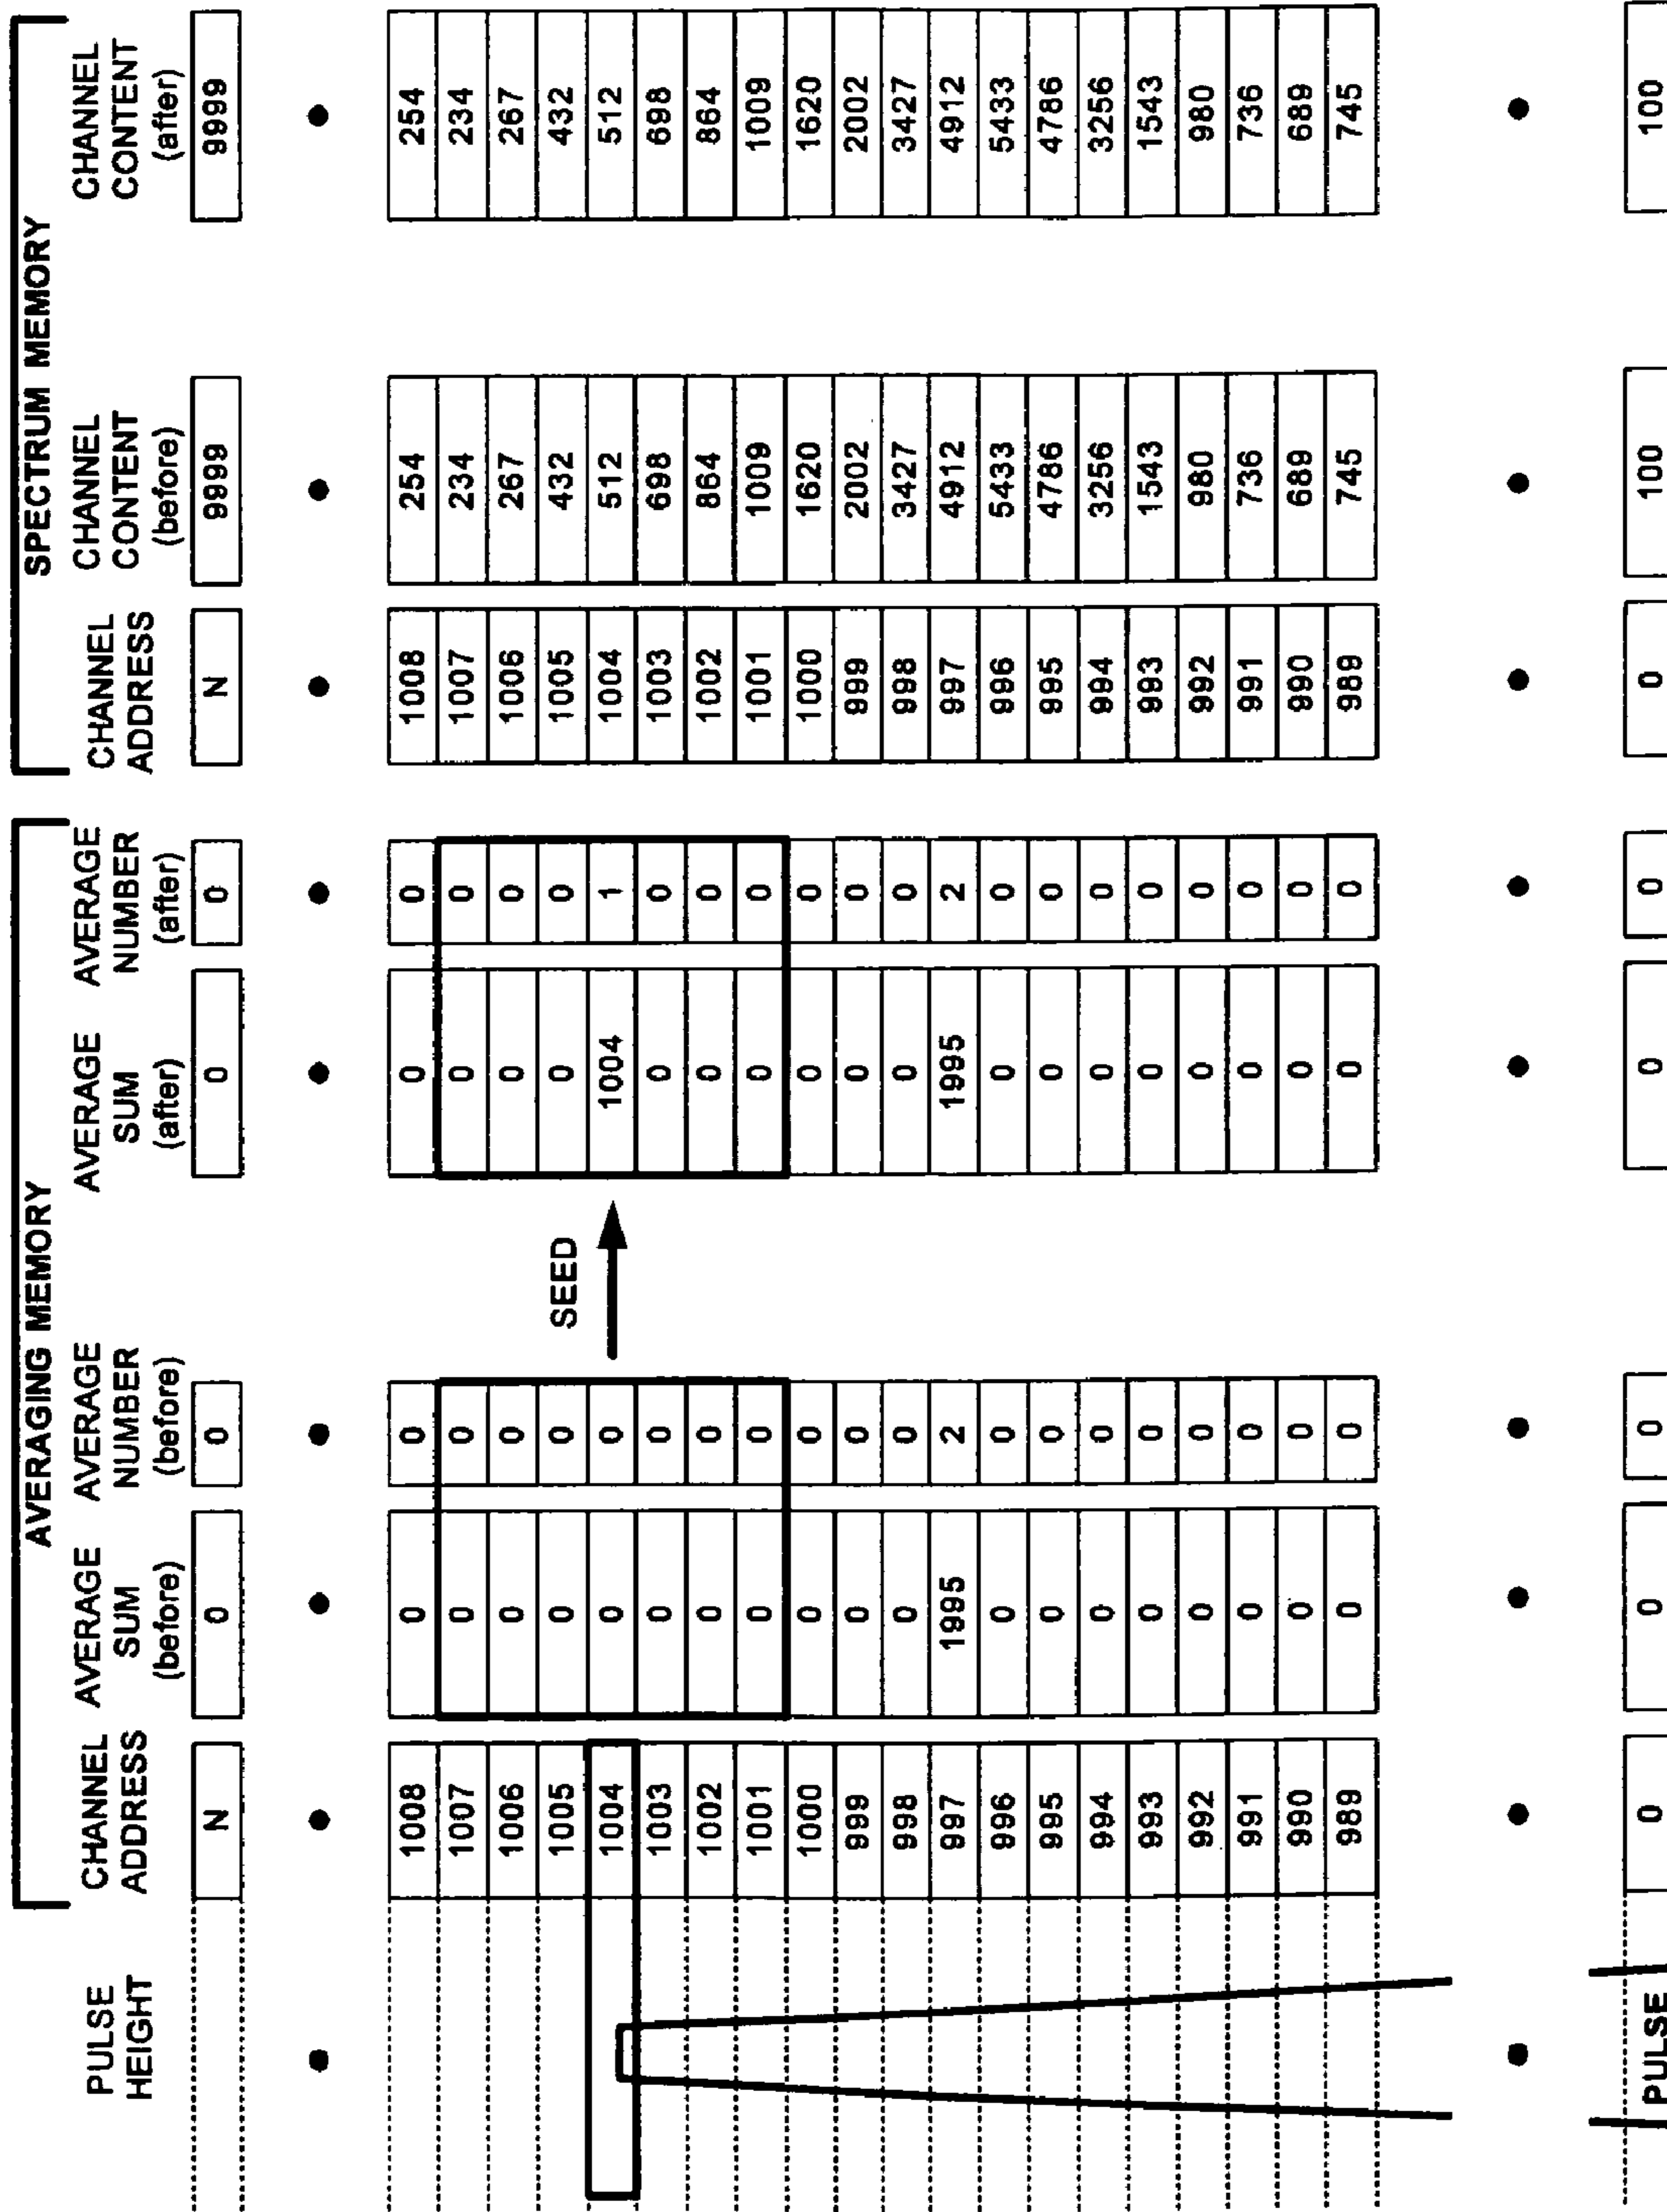 AVERAGING MEMORY SPECTRUM MEMORY
PULSE CHANNEL AVERAGE AVERAGE AVERAGE AVERAGE CHANNEL CHANNEL CHANNEL
HEIGHT ADDRESS SUM NUMBER SUM NUMBER ADDRESS CONTENT CONTENT
(before) (before) (after) (after) (before) (after)
N 0 0 0 0 N 9999 9999
1008 0 0 0 0 1008 254 254
1007 0 0 0 0 1007 234 234
1006 0 0 0 0 1006 267 267
SEED
1005 0 0 0 0 1005 432 432
1004 0 0 1004 1 1004 512 512
1003 0 0 0 0 1003 698 698
1002 0 0 0 0 1002 864 864
1001 0 0 0 0 1001 1009 1009
1000 0 0 0 0 1000 1620 1620
999 0 0 0 0 999 2002 2002
998 0 0 0 0 998 3427 3427
997 1995 2 1995 2 997 4912 4912
996 0 0 0 0 996 5433 5433
995 0 0 0 0 995 4786 4786
994 0 0 0 0 994 3256 3256
993 0 0 0 0 993 1543 1543
992 0 0 0 0 992 980 980
991 0 0 0 0 991 736 736
990 0 0 0 0 990 689 689
989 0 0 0 0 989 745 745
PULSE 0 0 0 0 0 0 100 100